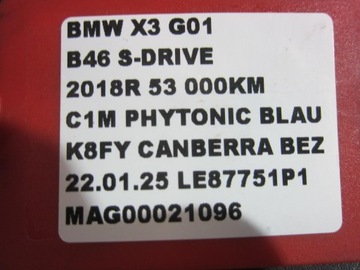 BMW X3 G01
B46 S-DRIVE
2018R 53 000KM
C1M PHYTONIC BLAU
K8FY CANBERRA BEZ
22.01.25 LE87751P1
MAG00021096